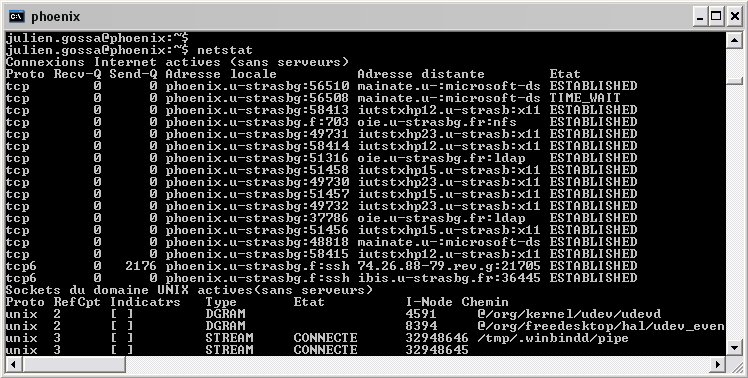 phoenix
julien.gossa@phoenix:~$
julien.gossa@phoenix:~$ netstat
Connexions Internet actives (sans serveurs)
Proto Recv-Q Send-Q Adresse locale          Adresse distante        Etat
tcp        0      0 phoenix.u-strasbg:56510 mainate.u-:microsoft-ds ESTABLISHED
tcp        0      0 phoenix.u-strasbg:56508 mainate.u-:microsoft-ds TIME_WAIT
tcp        0      0 phoenix.u-strasbg:58413 iutstxhp12.u-strasb:x11 ESTABLISHED
tcp        0      0 phoenix.u-strasbg.f:703 oie.u-strasbg.fr:nfs    ESTABLISHED
tcp        0      0 phoenix.u-strasbg:49731 iutstxhp23.u-strasb:x11 ESTABLISHED
tcp        0      0 phoenix.u-strasbg:58414 iutstxhp12.u-strasb:x11 ESTABLISHED
tcp        0      0 phoenix.u-strasbg:51316 oie.u-strasbg.fr:ldap   ESTABLISHED
tcp        0      0 phoenix.u-strasbg:51458 iutstxhp15.u-strasb:x11 ESTABLISHED
tcp        0      0 phoenix.u-strasbg:49730 iutstxhp23.u-strasb:x11 ESTABLISHED
tcp        0      0 phoenix.u-strasbg:51457 iutstxhp15.u-strasb:x11 ESTABLISHED
tcp        0      0 phoenix.u-strasbg:49732 iutstxhp23.u-strasb:x11 ESTABLISHED
tcp        0      0 phoenix.u-strasbg:37786 oie.u-strasbg.fr:ldap   ESTABLISHED
tcp        0      0 phoenix.u-strasbg:51456 iutstxhp15.u-strasb:x11 ESTABLISHED
tcp        0      0 phoenix.u-strasbg:48818 mainate.u-:microsoft-ds ESTABLISHED
tcp        0      0 phoenix.u-strasbg:58415 iutstxhp12.u-strasb:x11 ESTABLISHED
tcp6       0   2176 phoenix.u-strasbg.f:ssh 74.26.88-79.rev.g:21705 ESTABLISHED
tcp6       0      0 phoenix.u-strasbg.f:ssh ibis.u-strasbg.fr:36445 ESTABLISHED
Sockets du domaine UNIX actives(sans serveurs)
Proto RefCpt Indicatrs   Type       Etat          I-Node Chemin
unix  2      [ ]         DGRAM                    4591     @/org/kernel/udev/udevd
unix  2      [ ]         DGRAM                    8394     @/org/freedesktop/hal/udev_even
unix  3      [ ]         STREAM     CONNECTE      32948646 /tmp/.winbindd/pipe
unix  3      [ ]         STREAM     CONNECTE      32948645